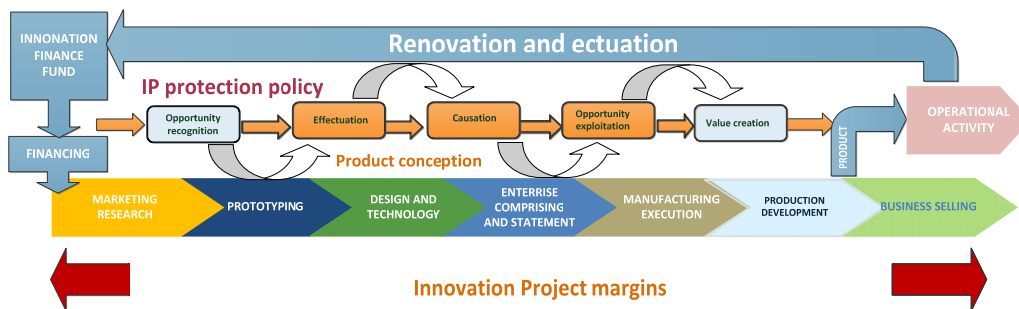 INNONATION
FINANCE
FUND
Renovation and ectuation
IP protection policy
Opportunity
recognition
Effectuation
Causation
Opportunity
exploitation
Value creation
PRODUCT
OPERATIONAL
ACTIVITY
FINANCING
Product conception
MARKETING
RESEARCH
PROTOTYPING
DESIGN AND
TECHNOLOGY
ENTERRISE
COMPRISING
AND STATEMENT
MANUFACTURING
EXECUTION
PRODUCTION
DEVELOPMENT
BUSINESS SELLING
Innovation Project margins